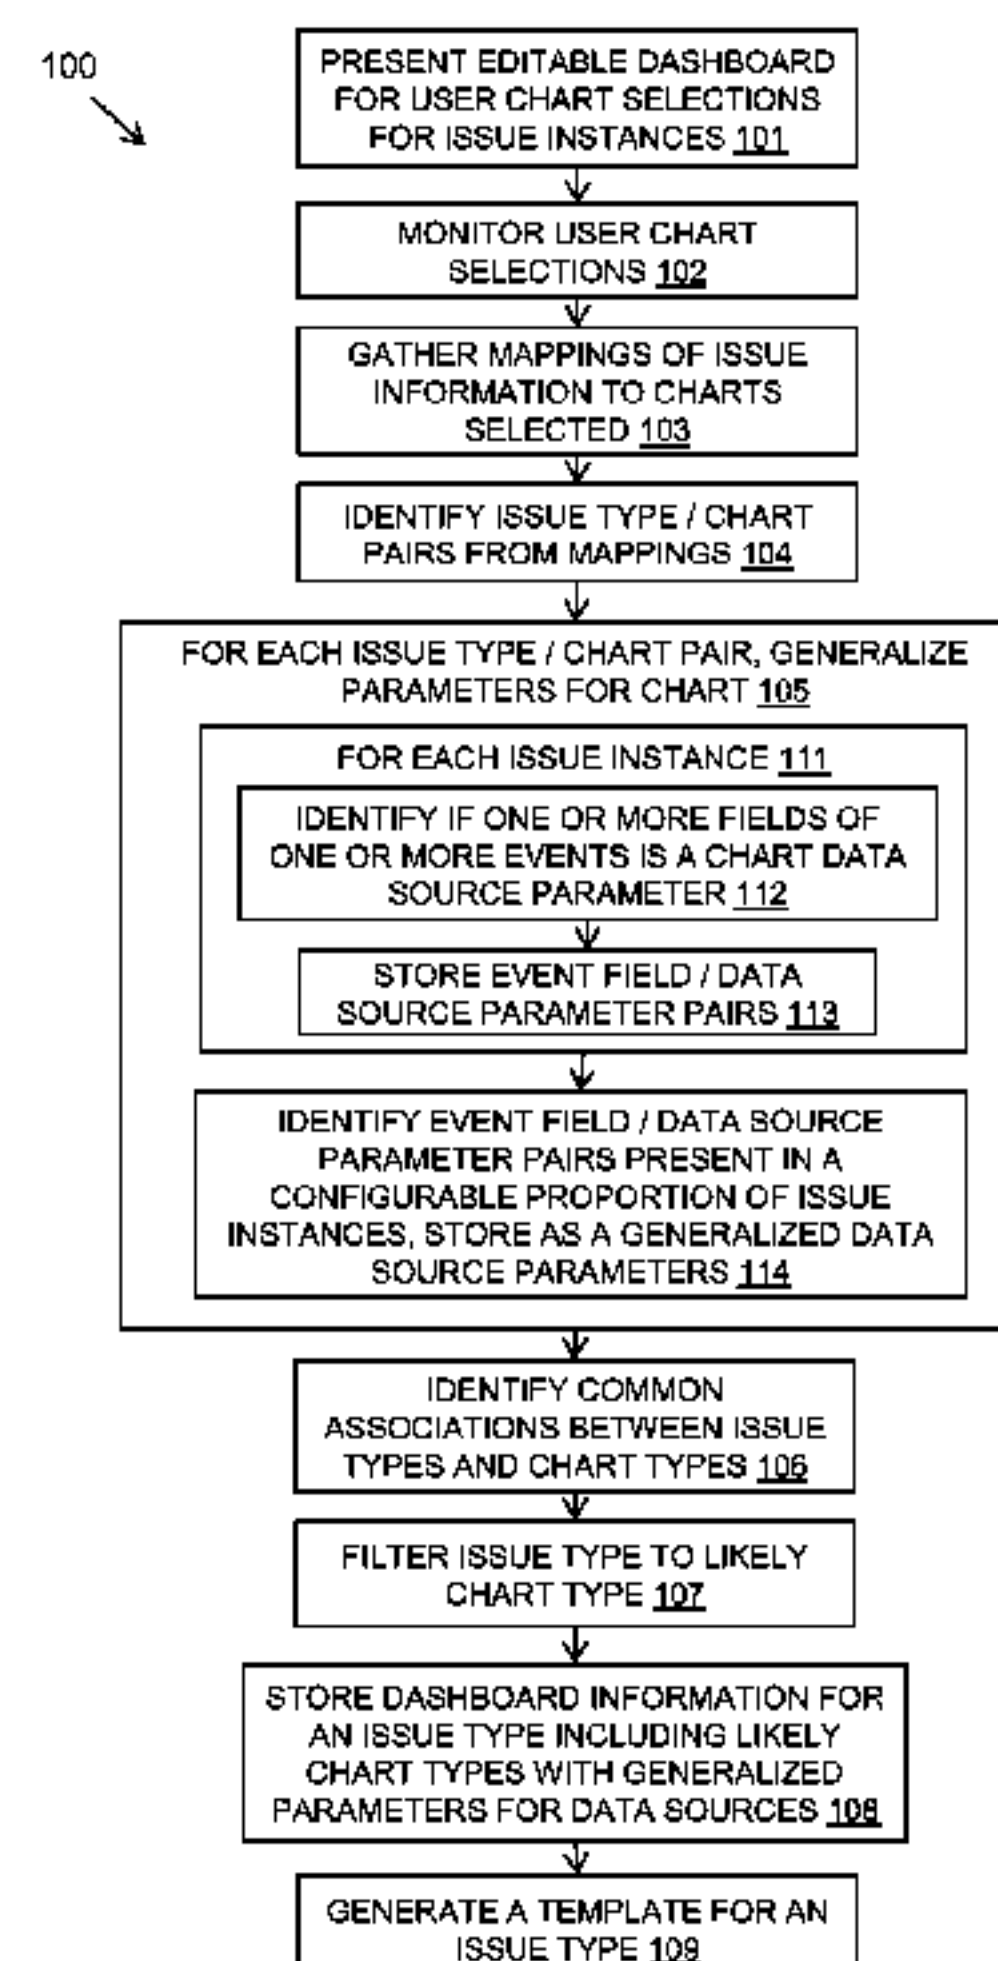 100
PRESENT EDITABLE DASHBOARD
FOR USER CHART SELECTIONS
FOR ISSUE INSTANCES 101
MONITOR USER CHART
SELECTIONS 102
GATHER MAPPINGS OF ISSUE
INFORMATION TO CHARTS
SELECTED 103
IDENTIFY ISSUE TYPE / CHART
PAIRS FROM MAPPINGS 104
FOR EACH ISSUE TYPE / CHART PAIR, GENERALIZE
PARAMETERS FOR CHART 105
FOR EACH ISSUE INSTANCE 111
IDENTIFY IF ONE OR MORE FIELDS OF
ONE OR MORE EVENTS IS A CHART DATA
SOURCE PARAMETER 112
STORE EVENT FIELD / DATA
SOURCE PARAMETER PAIRS 113
IDENTIFY EVENT FIELD / DATA SOURCE
PARAMETER PAIRS PRESENT IN A
CONFIGURABLE PROPORTION OF ISSUE
INSTANCES, STORE AS A GENERALIZED DATA
SOURCE PARAMETERS 114
IDENTIFY COMMON
ASSOCIATIONS BETWEEN ISSUE
TYPES AND CHART TYPES 106
FILTER ISSUE TYPE TO LIKELY
CHART TYPE 107
STORE DASHBOARD INFORMATION FOR
AN ISSUE TYPE INCLUDING LIKELY
CHART TYPES WITH GENERALIZED
PARAMETERS FOR DATA SOURCES 108
GENERATE A TEMPLATE FOR AN
ISSUE TYPE 109